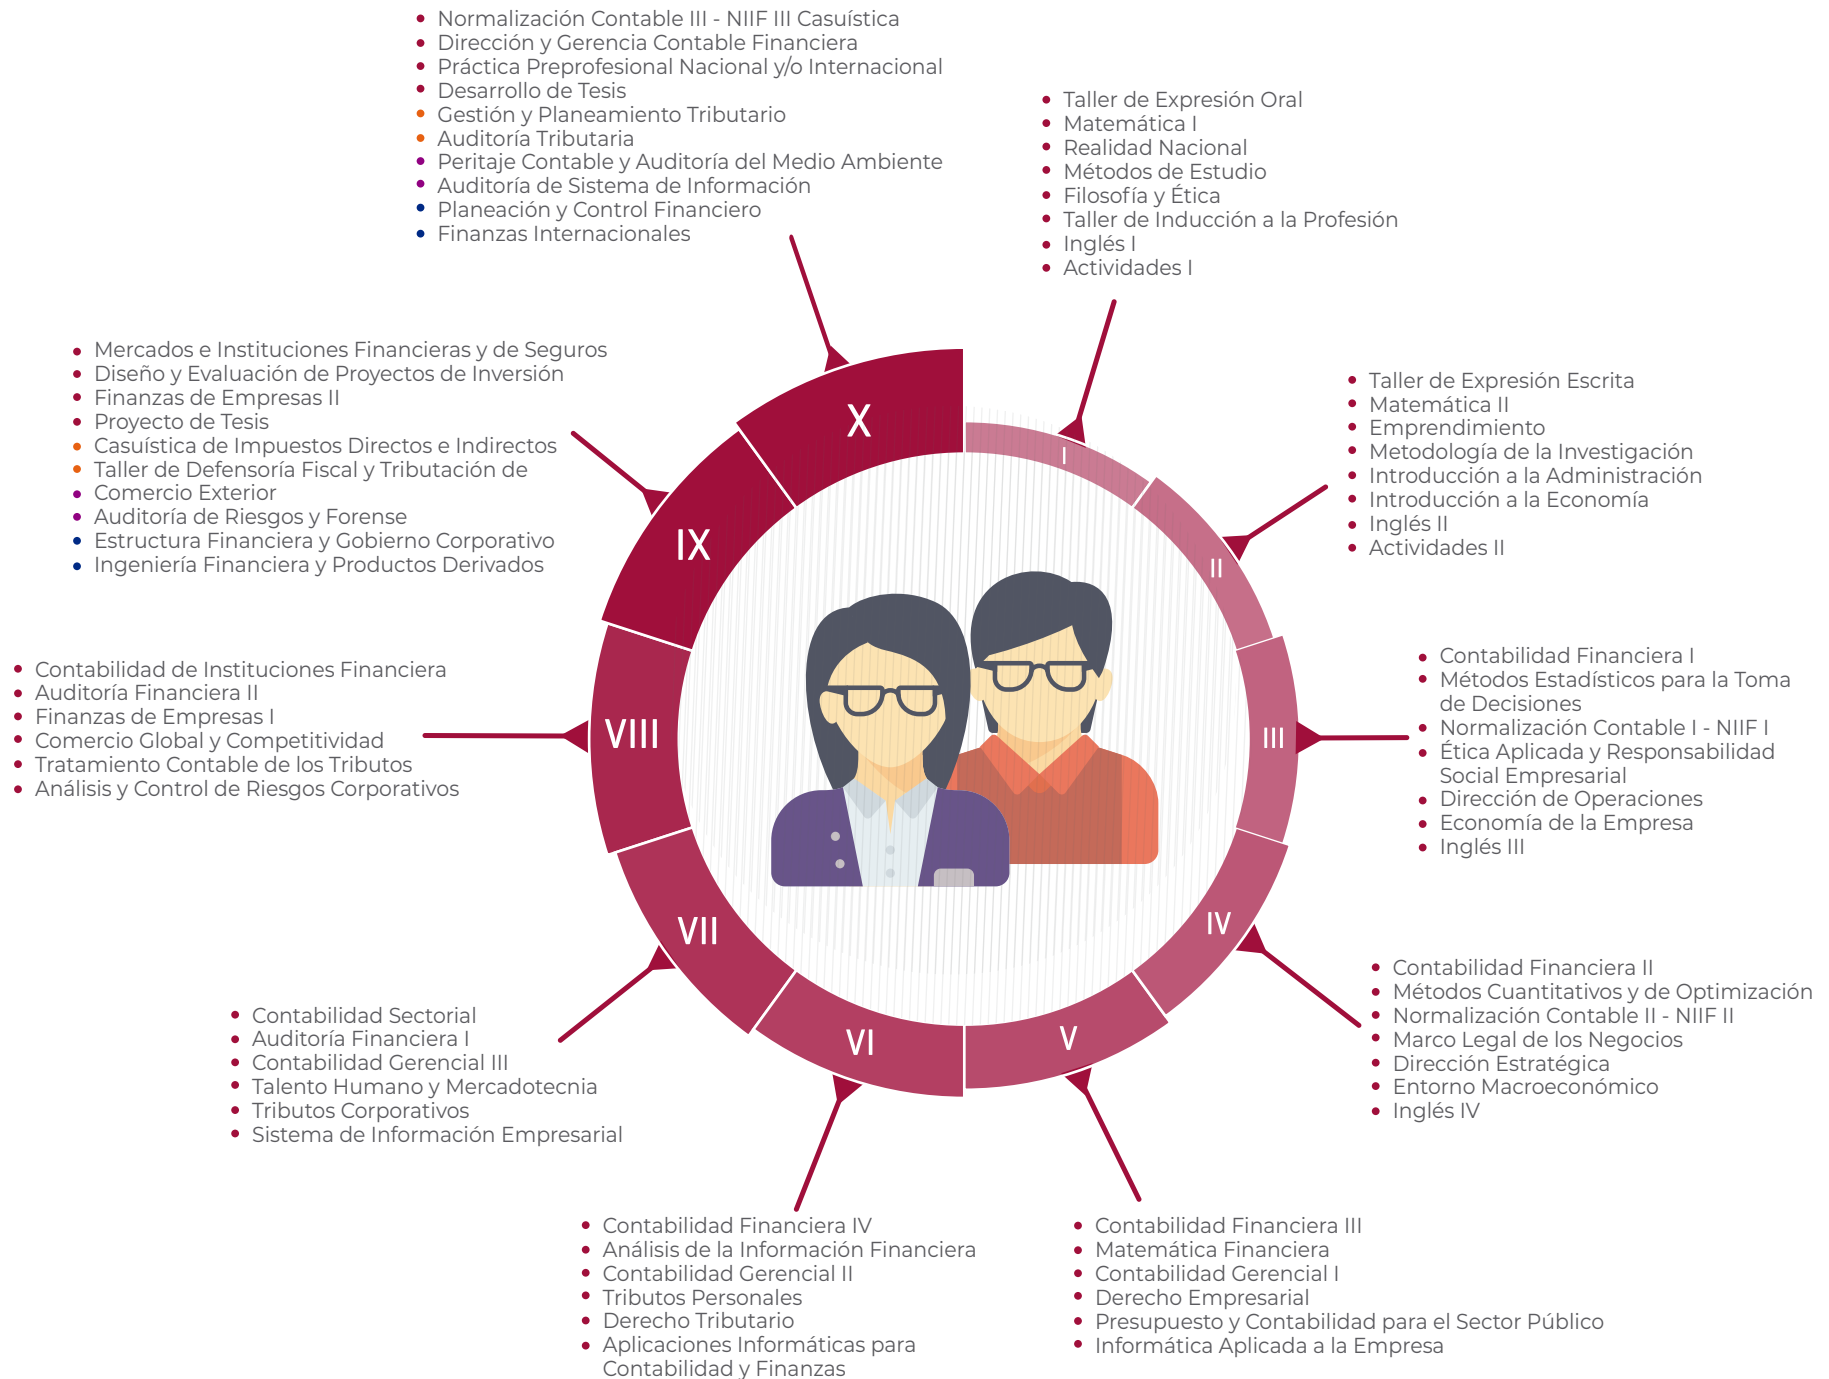 Normalización Contable III - NIIF III Casuística
Dirección y Gerencia Contable Financiera
Práctica Preprofesional Nacional y/o Internacional
Desarrollo de Tesis
Gestión y Planeamiento Tributario
Auditoría Tributaria
Peritaje Contable y Auditoría del Medio Ambiente
Auditoría de Sistema de Información
Planeación y Control Financiero
Finanzas Internacionales
X
Taller de Expresión Oral
Matemática I
Realidad Nacional
Métodos de Estudio
Filosofía y Ética
Taller de Inducción a la Profesión
Inglés I
Actividades I
I
Taller de Expresión Escrita
Matemática II
Emprendimiento
Metodología de la Investigación
Introducción a la Administración
Introducción a la Economía
Inglés II
Actividades II
II
Contabilidad Financiera I
Métodos Estadísticos para la Toma
de Decisiones
Normalización Contable I - NIIF I
Ética Aplicada y Responsabilidad
Social Empresarial
Dirección de Operaciones
Economía de la Empresa
Inglés III
III
Contabilidad Financiera II
Métodos Cuantitativos y de Optimización
Normalización Contable II - NIIF II
Marco Legal de los Negocios
Dirección Estratégica
Entorno Macroeconómico
Inglés IV
IV
Contabilidad Financiera III
Matemática Financiera
Contabilidad Gerencial I
Derecho Empresarial
Presupuesto y Contabilidad para el Sector Público
Informática Aplicada a la Empresa
V
Contabilidad Financiera IV
Análisis de la Información Financiera
Contabilidad Gerencial II
Tributos Personales
Derecho Tributario
Aplicaciones Informáticas para
Contabilidad y Finanzas
VI
Contabilidad Sectorial
Auditoría Financiera I
Contabilidad Gerencial III
Talento Humano y Mercadotecnia
Tributos Corporativos
Sistema de Información Empresarial
VII
Contabilidad de Instituciones Financiera
Auditoría Financiera II
Finanzas de Empresas I
Comercio Global y Competitividad
Tratamiento Contable de los Tributos
Análisis y Control de Riesgos Corporativos
VIII
Mercados e Instituciones Financieras y de Seguros
Diseño y Evaluación de Proyectos de Inversión
Finanzas de Empresas II
Proyecto de Tesis
Casuística de Impuestos Directos e Indirectos
Taller de Defensoría Fiscal y Tributación de
Comercio Exterior
Auditoría de Riesgos y Forense
Estructura Financiera y Gobierno Corporativo
Ingeniería Financiera y Productos Derivados
IX